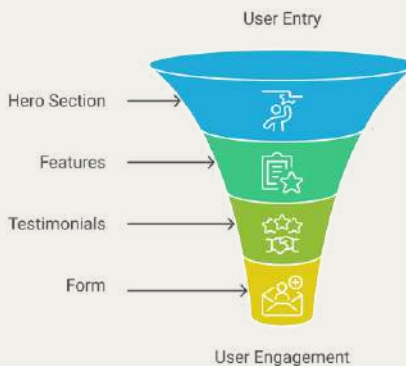 User Entry
Hero Section
Features
Testimonials
Form
User Engagement